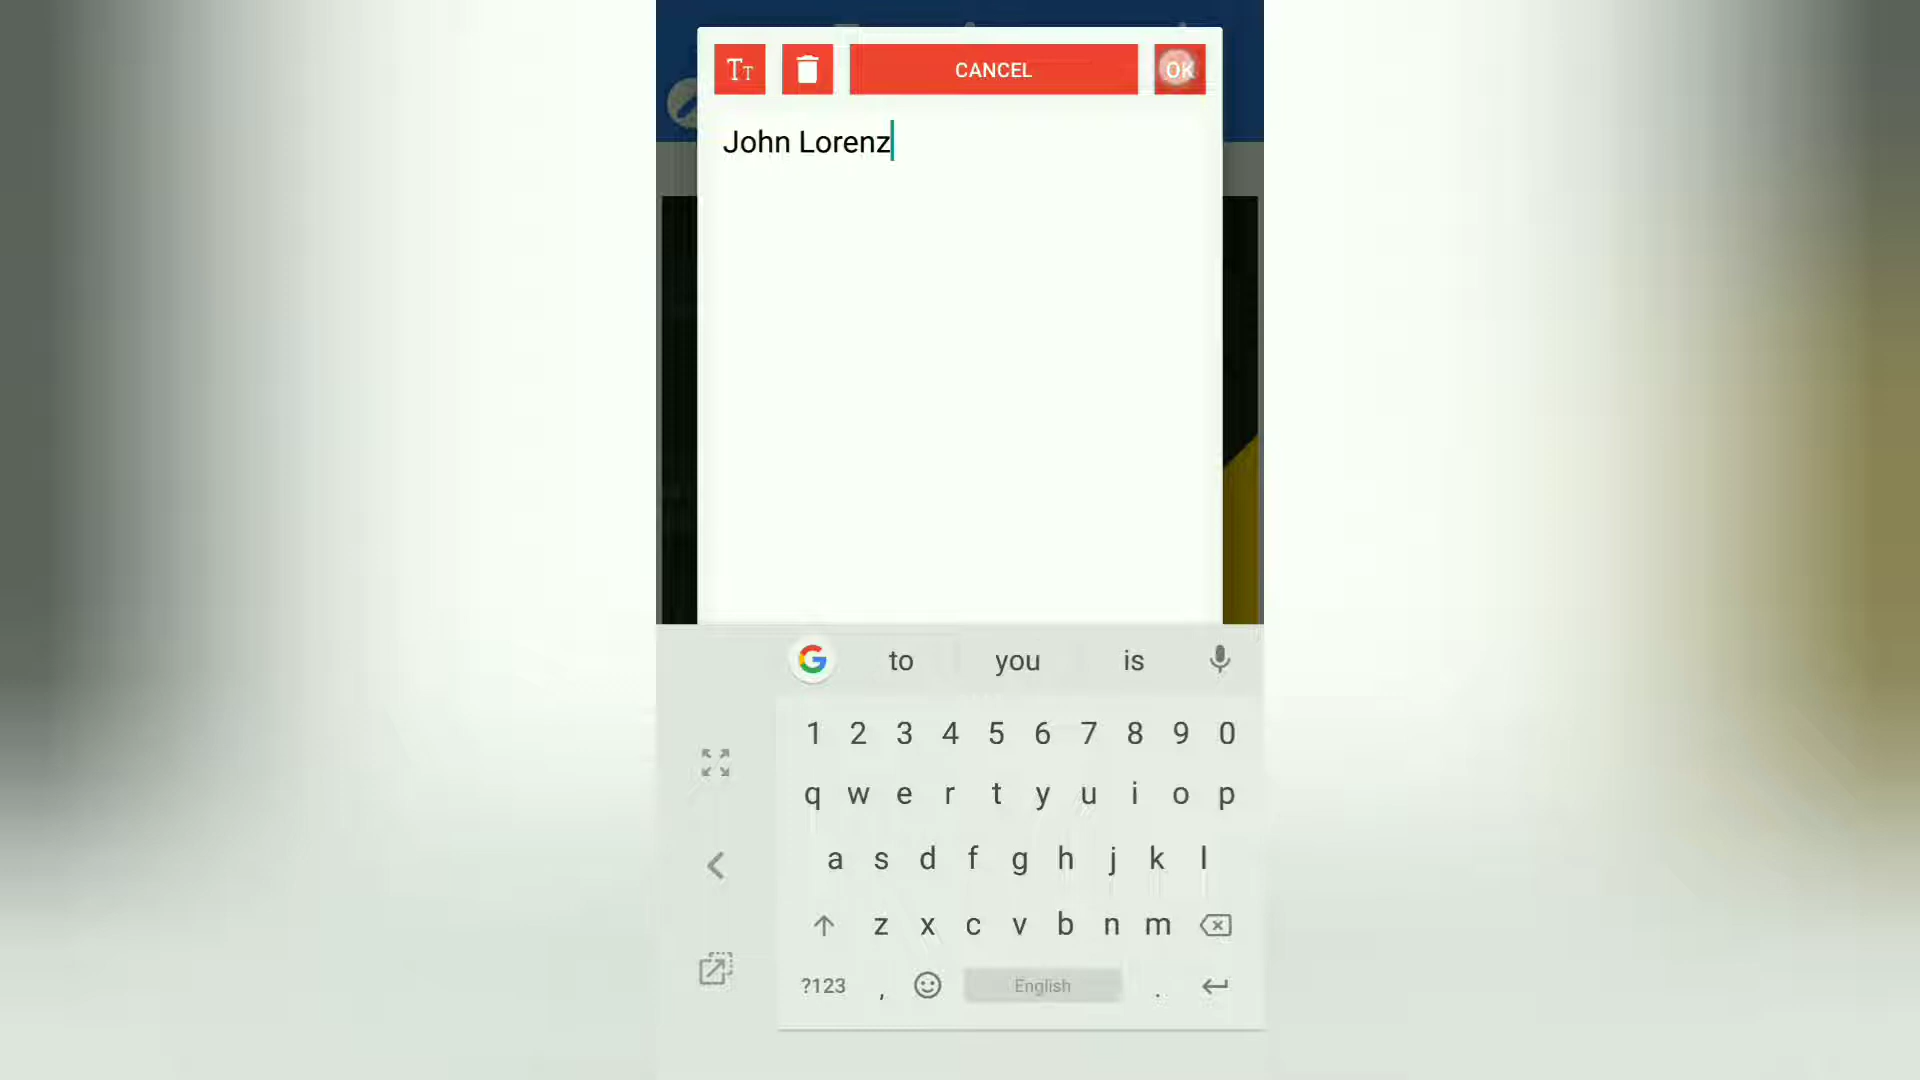 TT
CANCEL
OK
John Lorenz
G
to you is
1 2 3 4 5 6 7 8 9 0
q w e r t y u i o p
a s d f g h j k l
z x c v b n m
?123 , English .